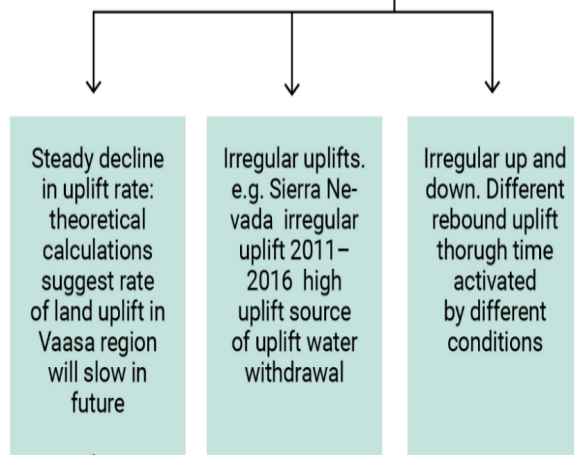 Steady decline
in uplift rate:
theoretical
calculations
suggest rate
of land uplift in
Vaasa region
will slow in
future
Irregular uplifts.
e.g. Sierra Ne-
vada irregular
uplift 2011–
2016 high
uplift source
of uplift water
withdrawal
Irregular up and
down. Different
rebound uplift
thorugh time
activated
by different
conditions